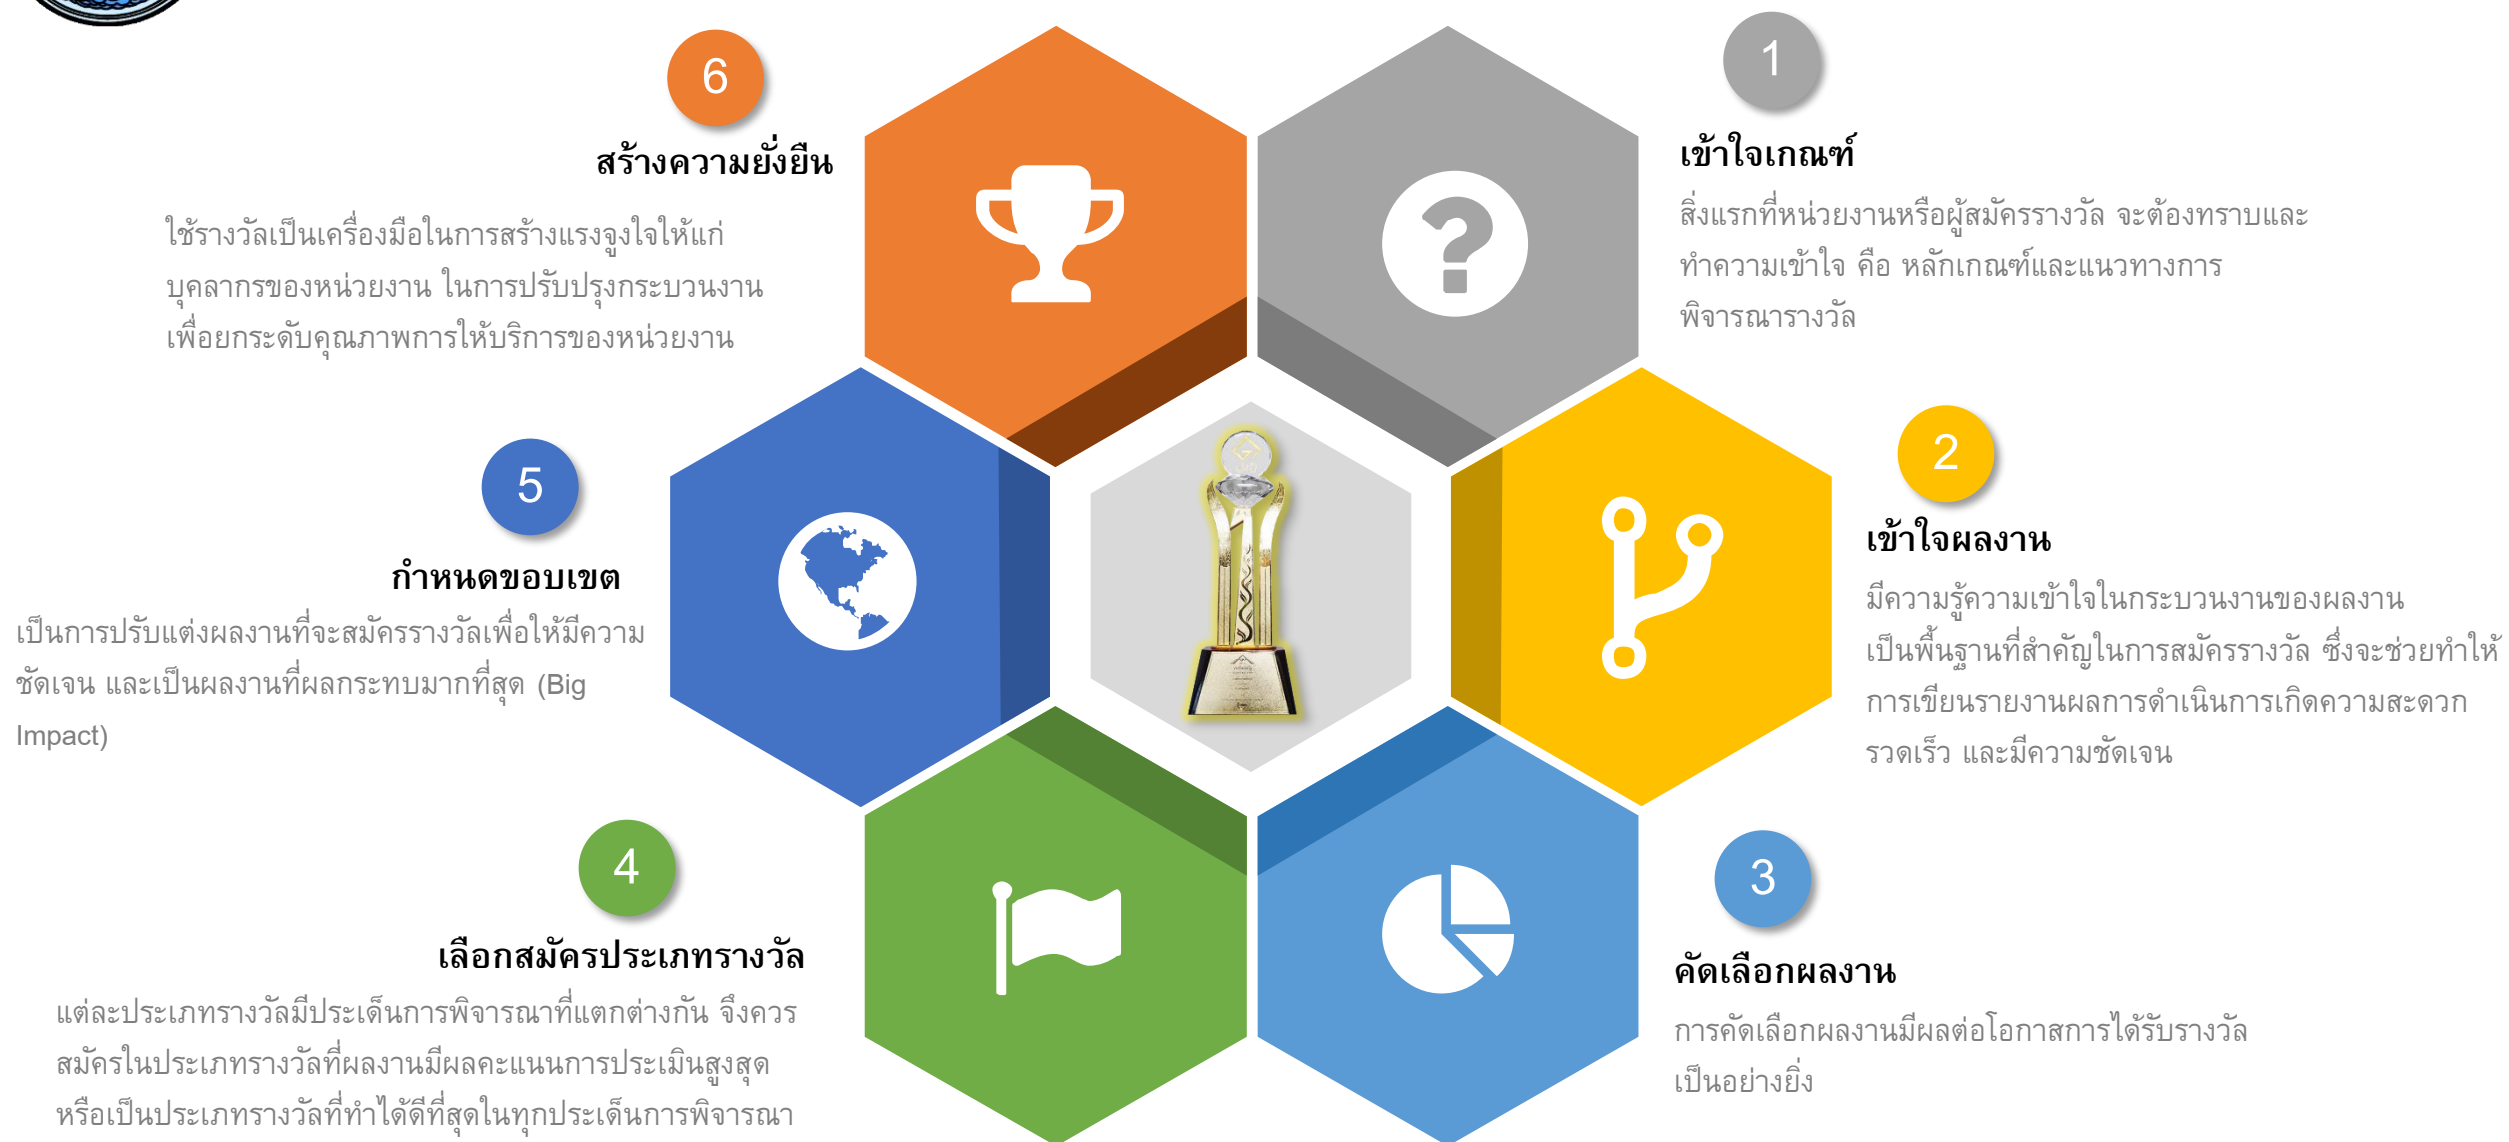 1
เข้าใจเกณฑ์
สิ่งแรกที่หน่วยงานหรือผู้สมัครรางวัล จะต้องทราบและ
ทำความเข้าใจ คือ หลักเกณฑ์และแนวทางการ
พิจารณารางวัล
2
เข้าใจผลงาน
มีความรู้ความเข้าใจในกระบวนงานของผลงาน
เป็นพื้นฐานที่สำคัญในการสมัครรางวัล ซึ่งจะช่วยทำให้
การเขียนรายงานผลการดำเนินการเกิดความสะดวก
รวดเร็ว และมีความชัดเจน
3
คัดเลือกผลงาน
การคัดเลือกผลงานมีผลต่อโอกาสการได้รับรางวัล
เป็นอย่างยิ่ง
4
เลือกสมัครประเภทรางวัล
แต่ละประเภทรางวัลมีประเด็นการพิจารณาที่แตกต่างกัน จึงควร
สมัครในประเภทรางวัลที่ผลงานมีผลคะแนนการประเมินสูงสุด
หรือเป็นประเภทรางวัลที่ทำได้ดีที่สุดในทุกประเด็นการพิจารณา
5
กำหนดขอบเขต
เป็นการปรับแต่งผลงานที่จะสมัครรางวัลเพื่อให้มีความ
ชัดเจน และเป็นผลงานที่ผลกระทบมากที่สุด (Big
Impact)
6
สร้างความยั่งยืน
ใช้รางวัลเป็นเครื่องมือในการสร้างแรงจูงใจให้แก่
บุคลากรของหน่วยงาน ในการปรับปรุงกระบวนงาน
เพื่อยกระดับคุณภาพการให้บริการของหน่วยงาน